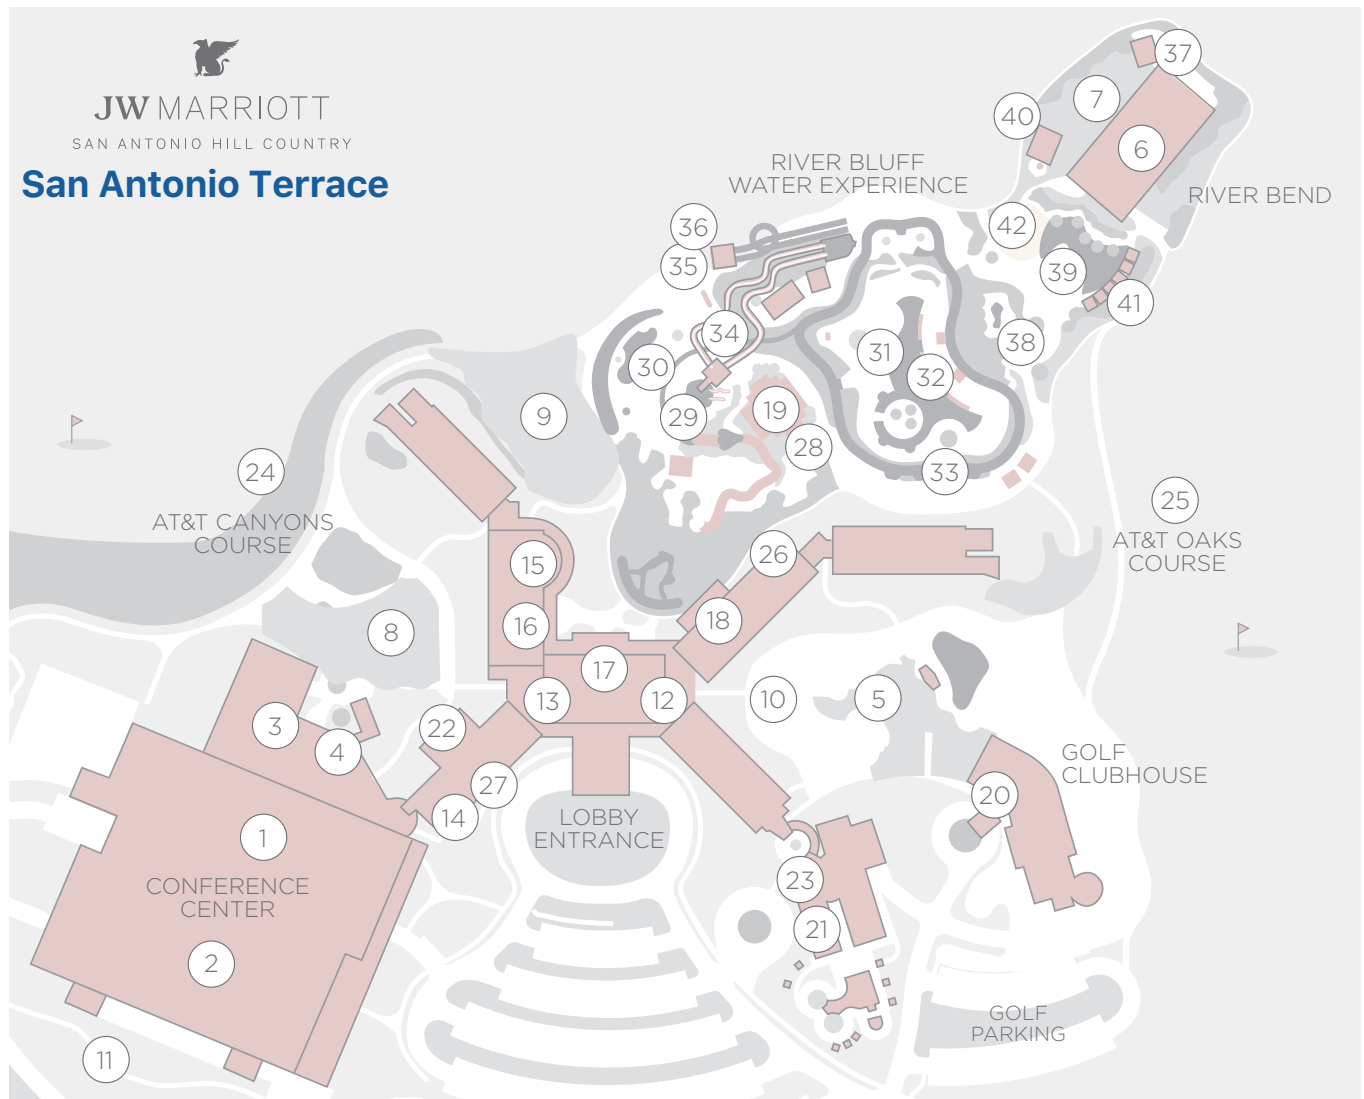 JW MARRIOTT
SAN ANTONIO HILL COUNTRY
San Antonio Terrace
37
7
40
6
RIVER BLUFF
WATER EXPERIENCE
RIVER BEND
36
42
35
39
41
34
38
31
30
32
9
19
29
28
24
33
25
AT&T CANYONS
COURSE
AT&T OAKS
COURSE
26
15
18
16
8
17
13
12
10
5
3
22
4
GOLF
CLUBHOUSE
27
20
14
LOBBY
ENTRANCE
1
CONFERENCE
CENTER
23
21
2
GOLF
PARKING
11